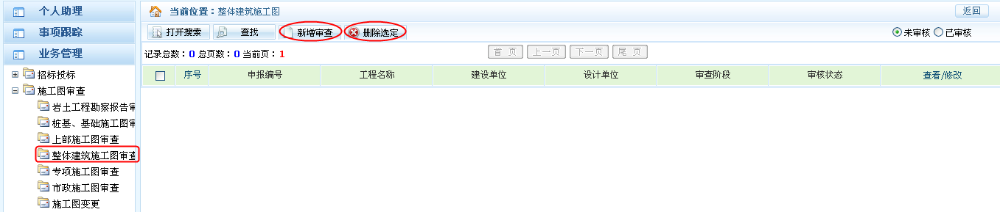 个人助理
事项跟踪
业务管理
招标投标
施工图审查
岩土工程勘察报告审
桩基、基础施工图审
上部施工图审查
整体建筑施工图审查
专项施工图审查
市政施工图审查
施工图变更
当前位置：整体建筑施工图 返回
打开搜索 查找 新增审查 删除选定 未审核 已审核
记录总数：0 总页数：0 当前页：1 首 页 上一页 下一页 尾 页
序号 申报编号 工程名称 建设单位 设计单位 审查阶段 审核状态 查看/修改